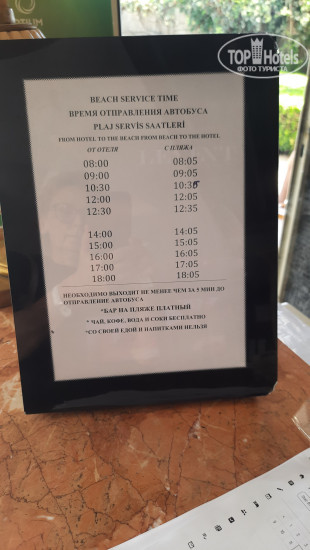 TILIM
TOPHotels
ФОТО ТУРИСТА
BEACH SERVICE TIME
ВРЕМЯ ОТПРАВЛЕНИЯ АВТОБУСА
PLAJ SERVİS SAATLERİ
FROM HOTEL TO THE BEACH FROM BEACH TO THE HOTEL
ОТ ОТЕЛЯ С ПЛЯЖА
08:00 08:05
09:00 09:05
10:30 10:35
12:00 12:05
12:30 12:35
14:00 14:05
15:00 15:05
16:00 16:05
17:00 17:05
18:00 18:05
НЕОБХОДИМО ВЫХОДИТ НЕ МЕНЕЕ ЧЕМ ЗА 5 МИН ДО
ОТПРАВЛЕНИЕ АВТОБУСА
*БАР НА ПЛЯЖЕ ПЛАТНЫЙ
* ЧАЙ, КОФЕ, ВОДА И СОКИ БЕСПЛАТНО
*СО СВОЕЙ ЕДОЙ И НАПИТКАМИ НЕЛЬЗЯ